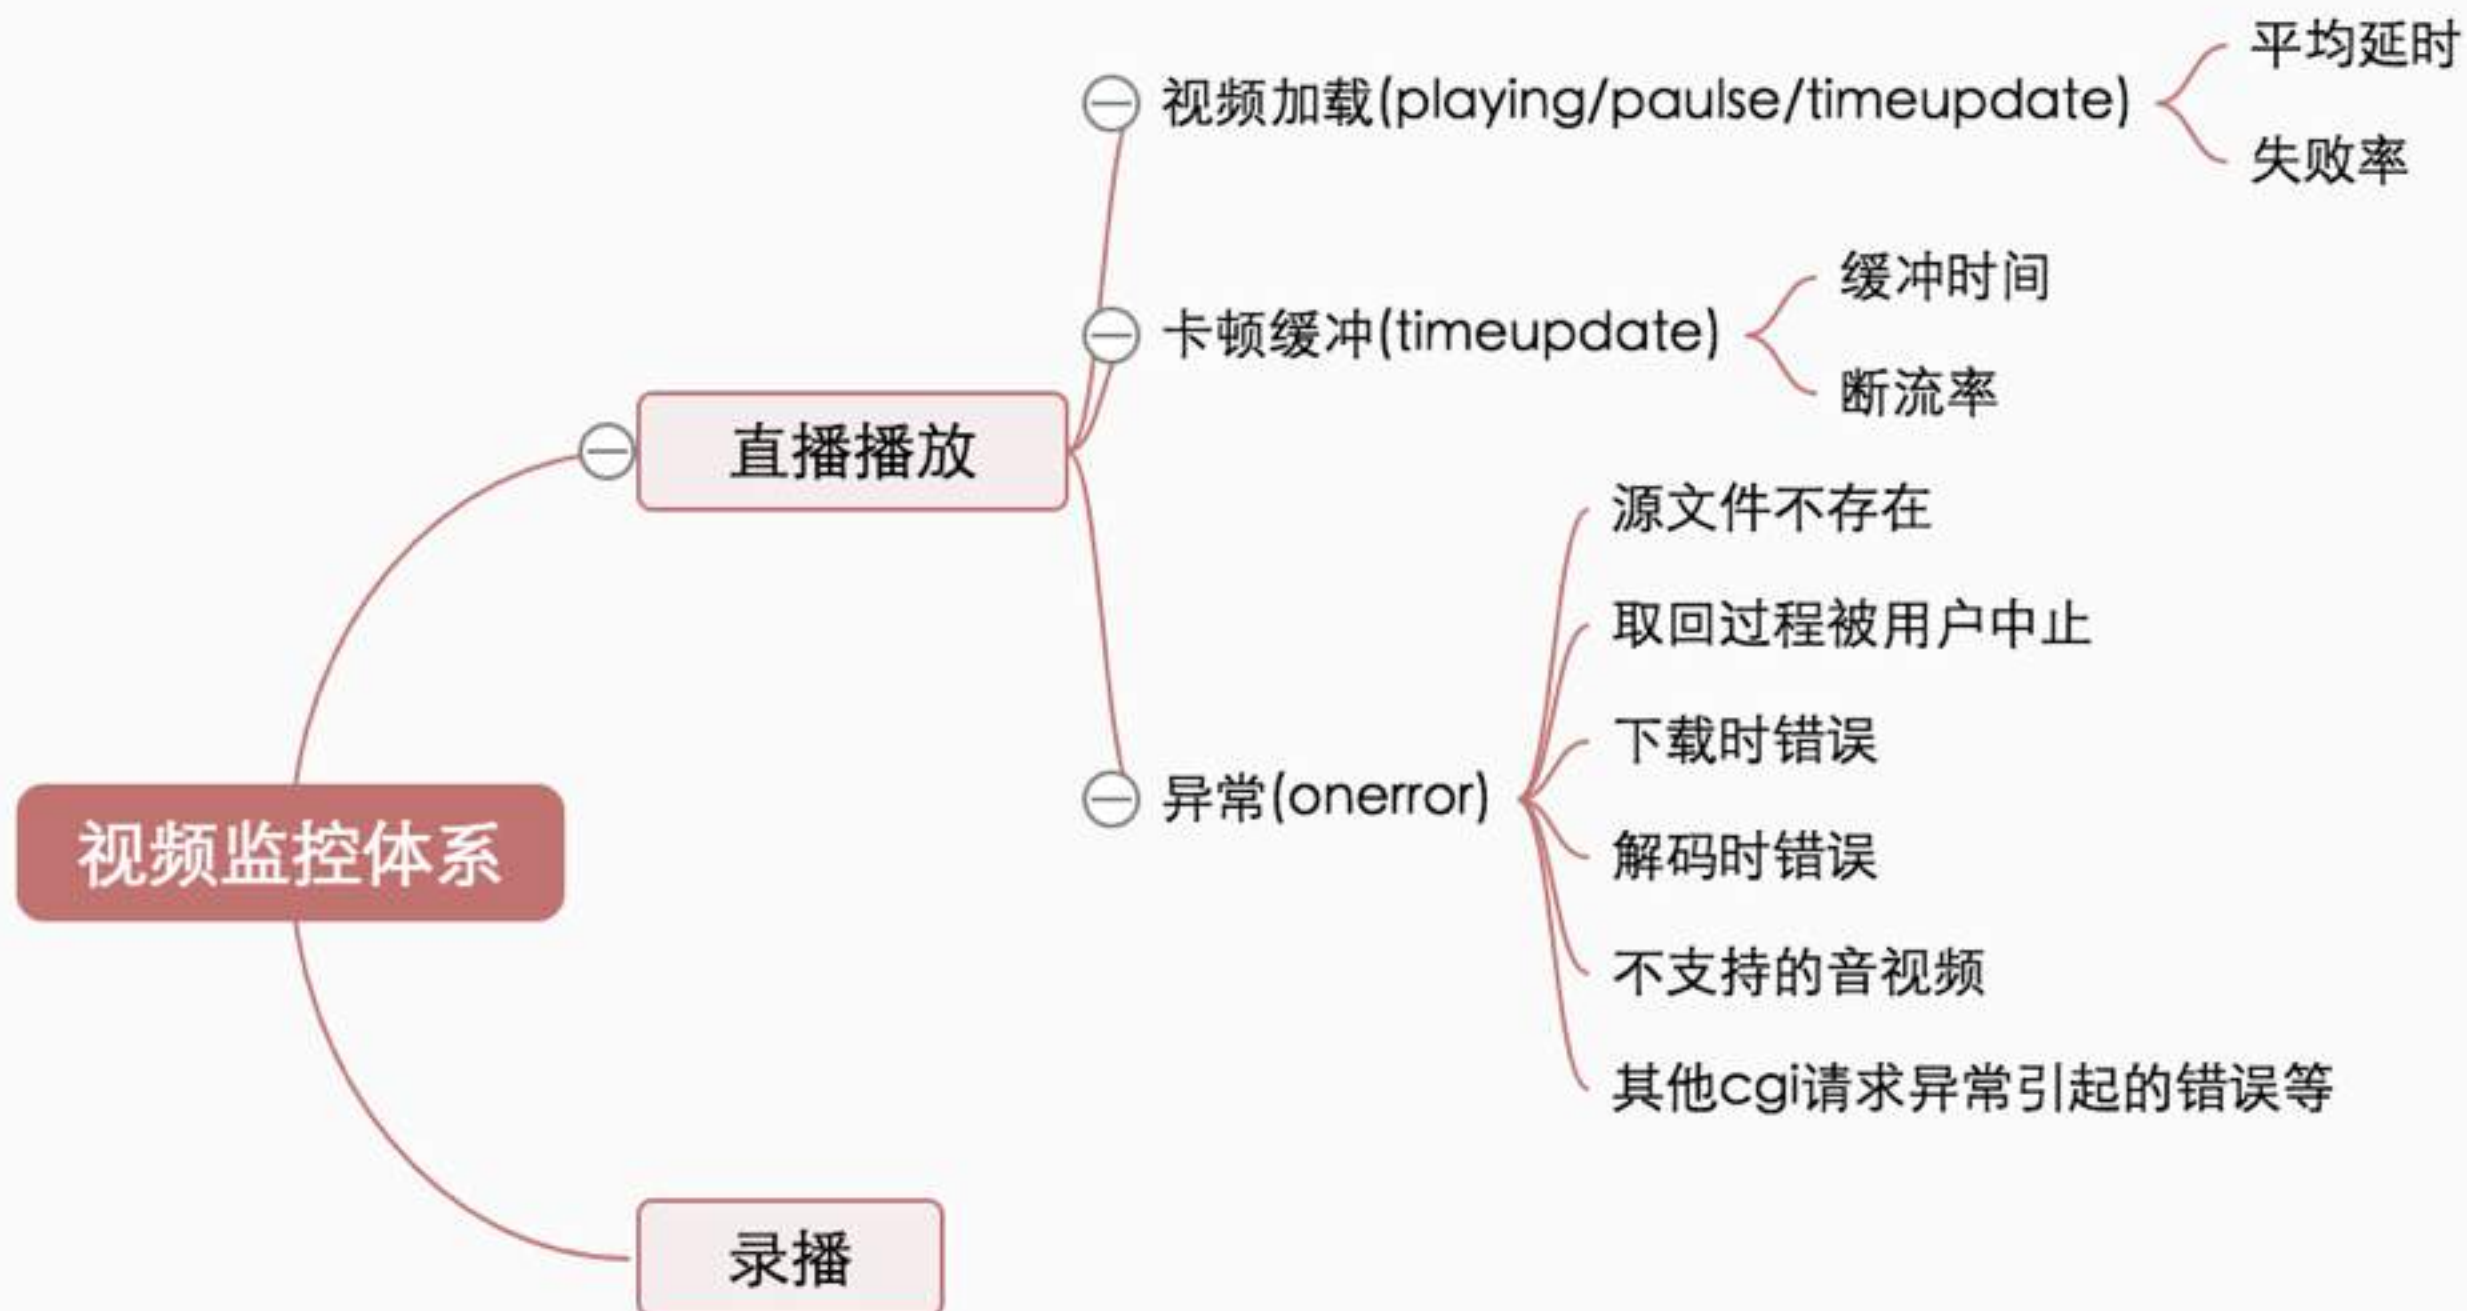 视频监控体系
直播播放
视频加载(playing/paulse/timeupdate)
平均延时
失败率
卡顿缓冲(timeupdate)
缓冲时间
断流率
异常(onerror)
源文件不存在
取回过程被用户中止
下载时错误
解码时错误
不支持的音视频
其他cgi请求异常引起的错误等
录播